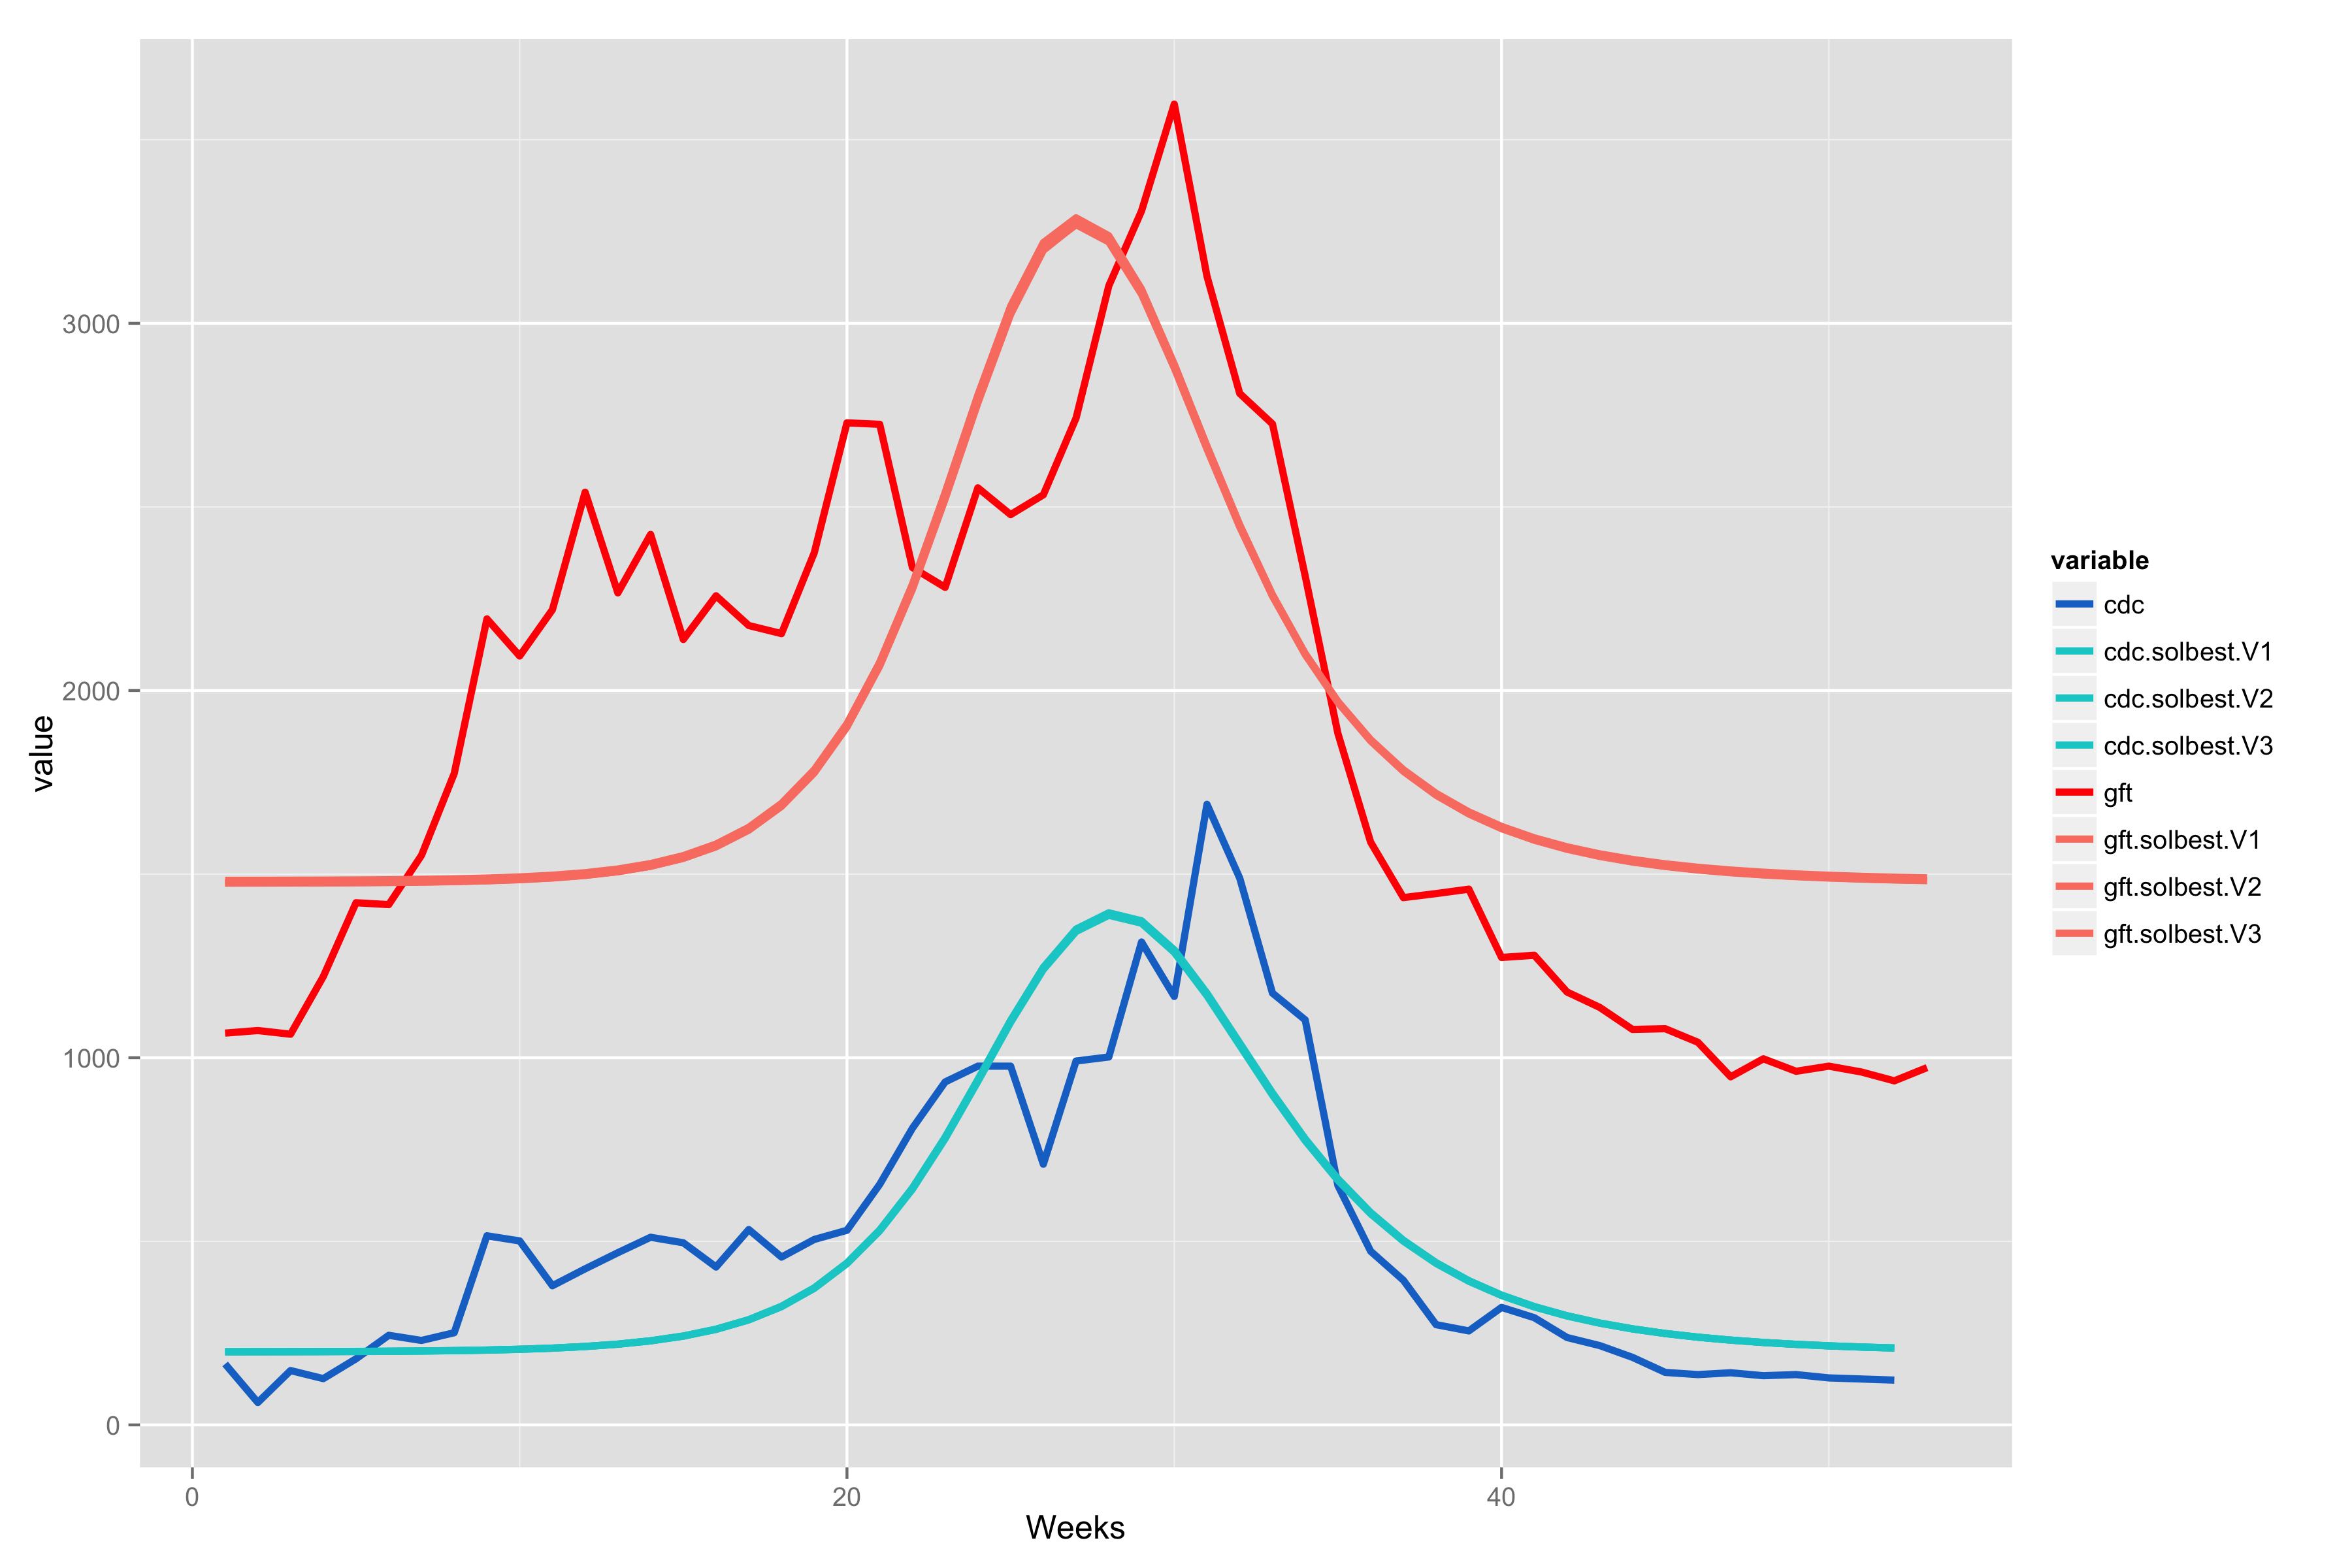 3000
2000
1000
0
value
0
20
40
Weeks
variable
cdc
cdc.solbest.V1
cdc.solbest.V2
cdc.solbest.V3
gft
gft.solbest.V1
gft.solbest.V2
gft.solbest.V3